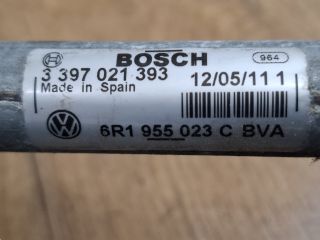 BOSCH 964
3 397 021 393 12/05/11 1
Made in Spain
6R1 955 023 C BVA